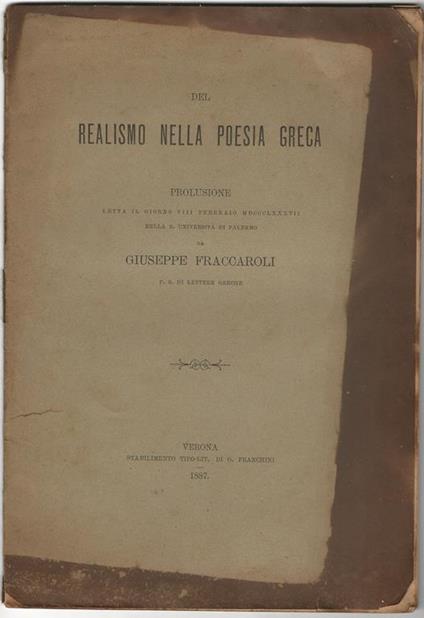 DEL
REALISMO NELLA POESIA GRECA
PROLUSIONE
LETTA IL GIORNO VIII FEBBRAIO MDCCCLXXXVII
NELLA R. UNIVERSITÀ DI PALERMO
DA
GIUSEPPE FRACCAROLI
P. S. DI LETTERE GRECHE
VERONA
STABILIMENTO TIPO-LIT. DI G. FRANCHINI
1887.